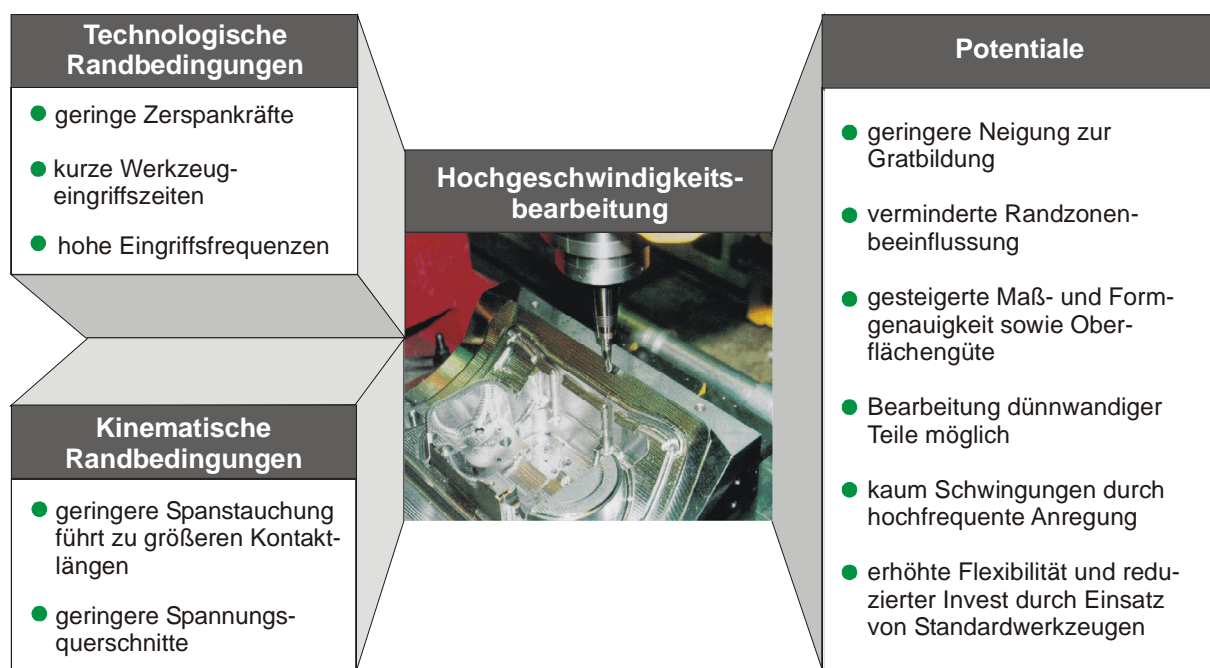 Technologische
Randbedingungen
geringe Zerspankräfte
kurze Werkzeug-
eingriffszeiten
hohe Eingriffsfrequenzen
Kinematische
Randbedingungen
geringere Spanstauchung
führt zu größeren Kontakt-
längen
geringere Spannungs-
querschnitte
Hochgeschwindigkeits-
bearbeitung
Potentiale
geringere Neigung zur
Gratbildung
verminderte Randzonen-
beeinflussung
gesteigerte Maß- und Form-
genauigkeit sowie Ober-
flächengüte
Bearbeitung dünnwandiger
Teile möglich
kaum Schwingungen durch
hochfrequente Anregung
erhöhte Flexibilität und redu-
zierter Invest durch Einsatz
von Standardwerkzeugen